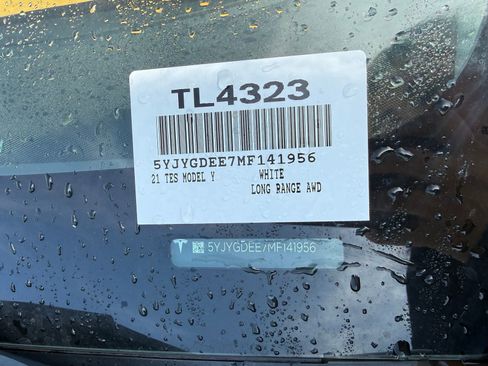 TL4323
5YJYGDEE7MF141956
21 TES MODEL Y WHITE
LONG RANGE AWD
5YJYGDEE7MF141956